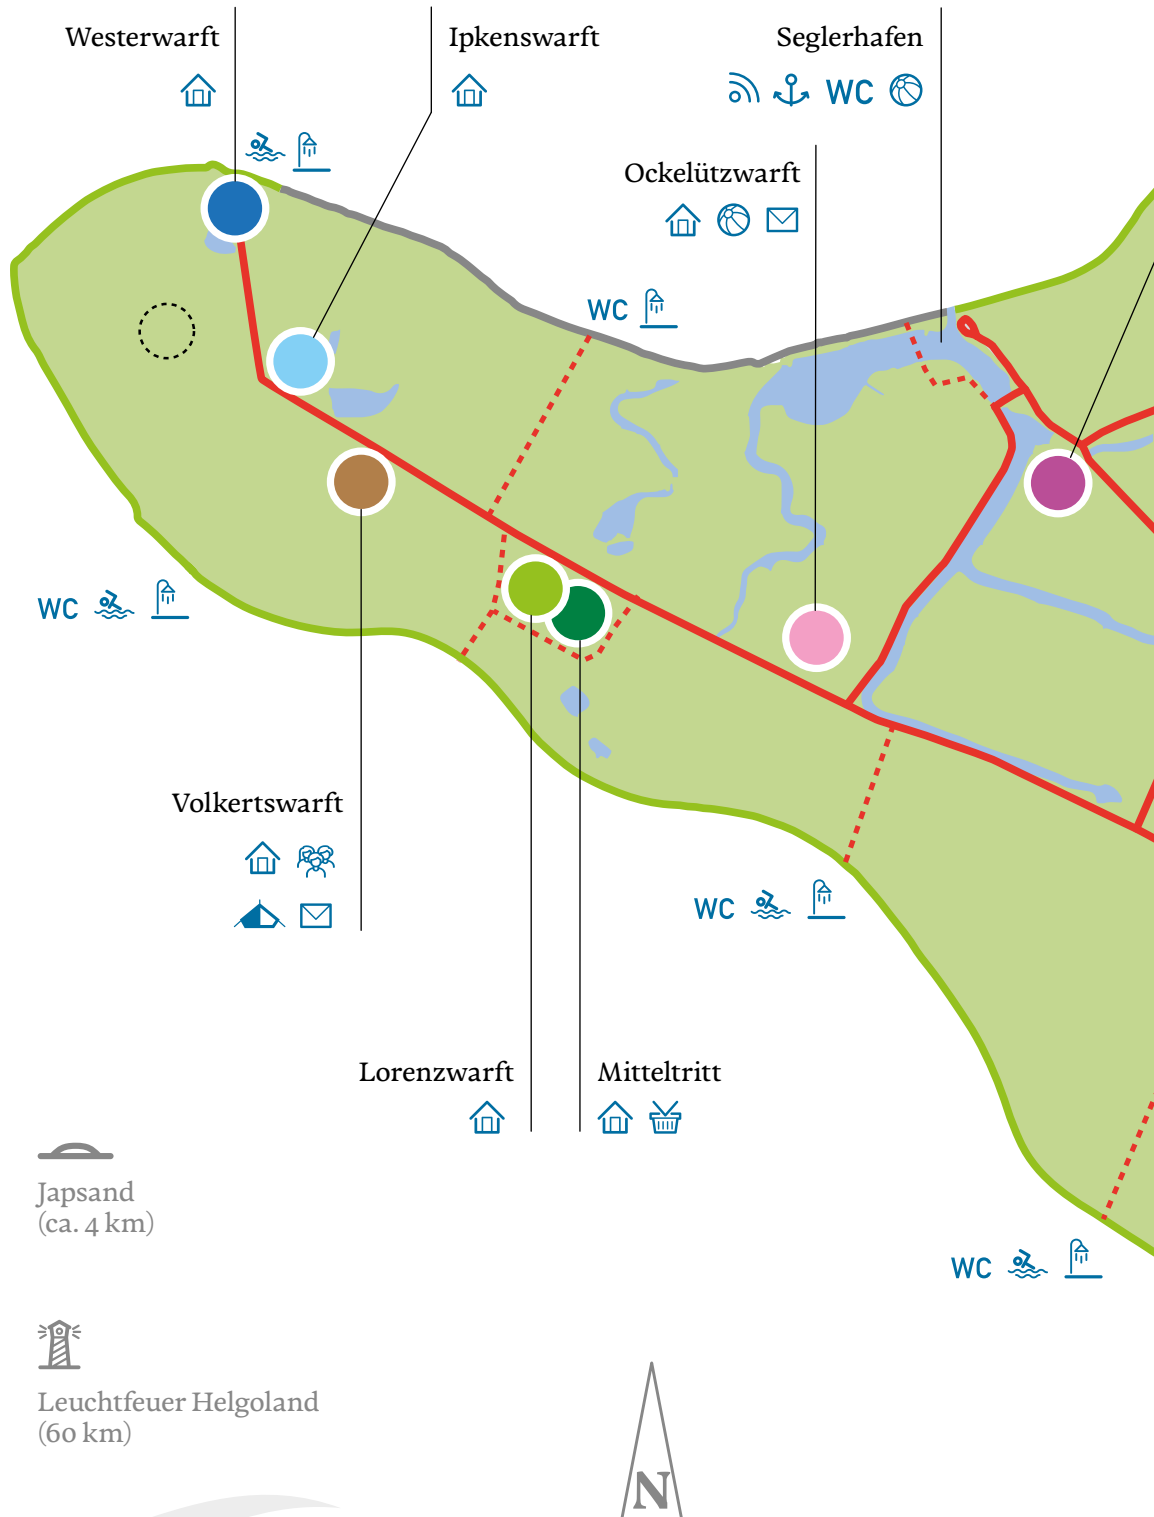 Westerwarft
Ipkenswarft
Seglerhafen
WC
Ockelützwarft
WC
WC
Volkertswarft
WC
Lorenzwarft
Mitteltritt
Japsand
(ca. 4 km)
WC
Leuchtfeuer Helgoland
(60 km)
N